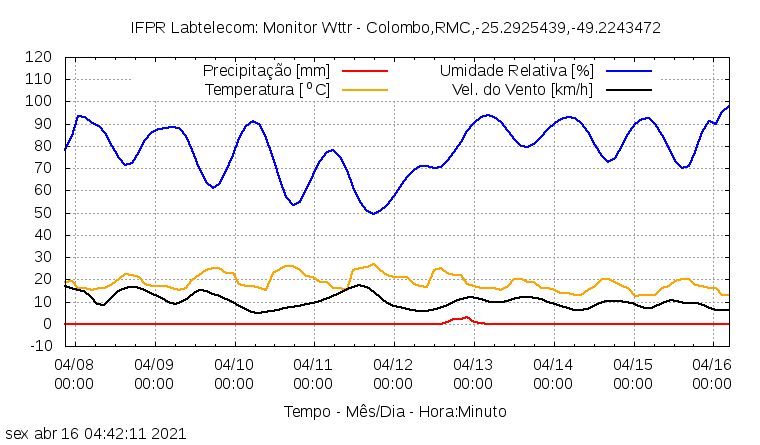 IFPR Labtelecom: Monitor Wttr - Colombo,RMC,-25.2925439,-49.2243472
120
110
100
90
80
70
60
50
40
30
20
10
0
-10
Precipitação [mm]
Temperatura [ºC]
Umidade Relativa [%]
Vel. do Vento [km/h]
04/08 04/09 04/10 04/11 04/12 04/13 04/14 04/15 04/16
00:00 00:00 00:00 00:00 00:00 00:00 00:00 00:00 00:00
Tempo - Mês/Dia - Hora:Minuto
sex abr 16 04:42:11 2021